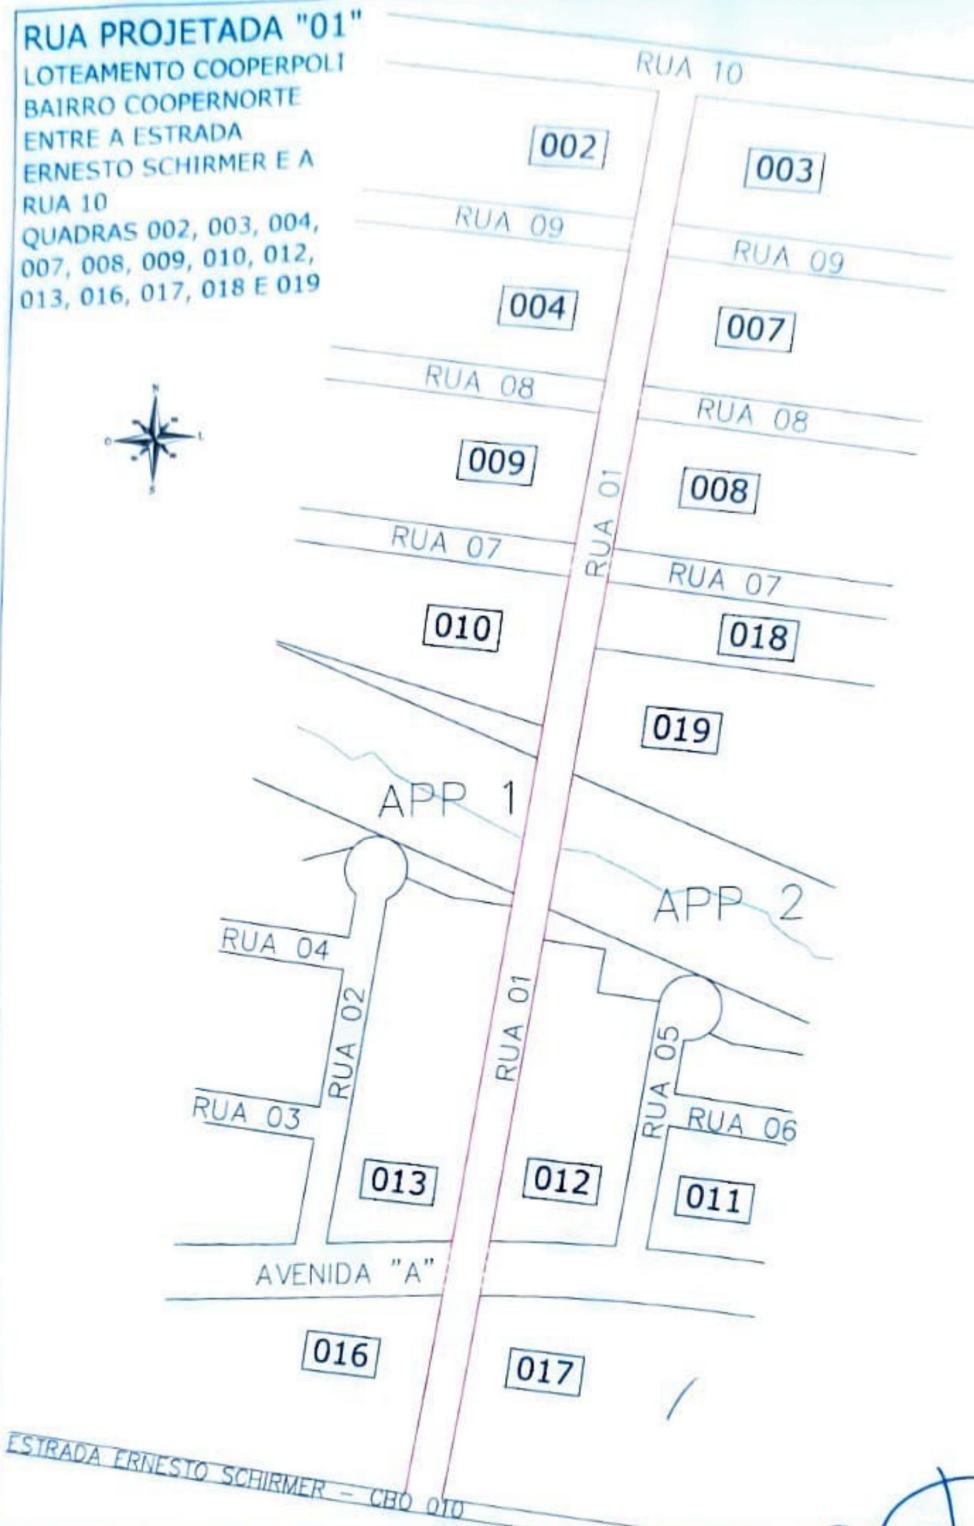 RUA PROJETADA "01"
LOTEAMENTO COOPERPOLI
BAIRRO COOPERNORTE
ENTRE A ESTRADA
ERNESTO SCHIRMER E A
RUA 10
QUADRAS 002, 003, 004,
007, 008, 009, 010, 012,
013, 016, 017, 018 E 019
RUA 10
002
003
RUA 09
RUA 09
004
007
RUA 08
RUA 08
N
O
L
S
009
008
RUA 01
RUA 07
RUA 07
010
018
019
APP 1
APP 2
RUA 04
RUA 02
RUA 01
RUA 05
RUA 03
RUA 06
013
012
011
AVENIDA "A"
016
017
ESTRADA ERNESTO SCHIRMER - CBO 010